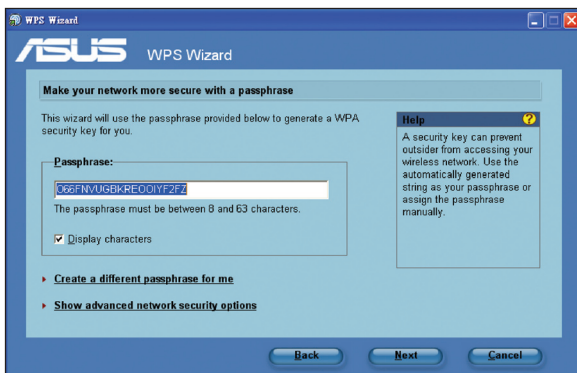 WPS Wizard
ASUS WPS Wizard
Make your network more secure with a passphrase
This wizard will use the passphrase provided below to generate a WPA
security key for you.
Passphrase:
O66FNVUGBKREOOIYF2FZ
The passphrase must be between 8 and 63 characters.
Display characters
Create a different passphrase for me
Show advanced network security options
Help
A security key can prevent
outsider from accessing your
wireless network. Use the
automatically generated
string as your passphrase or
assign the passphrase
manually.
Back Next Cancel